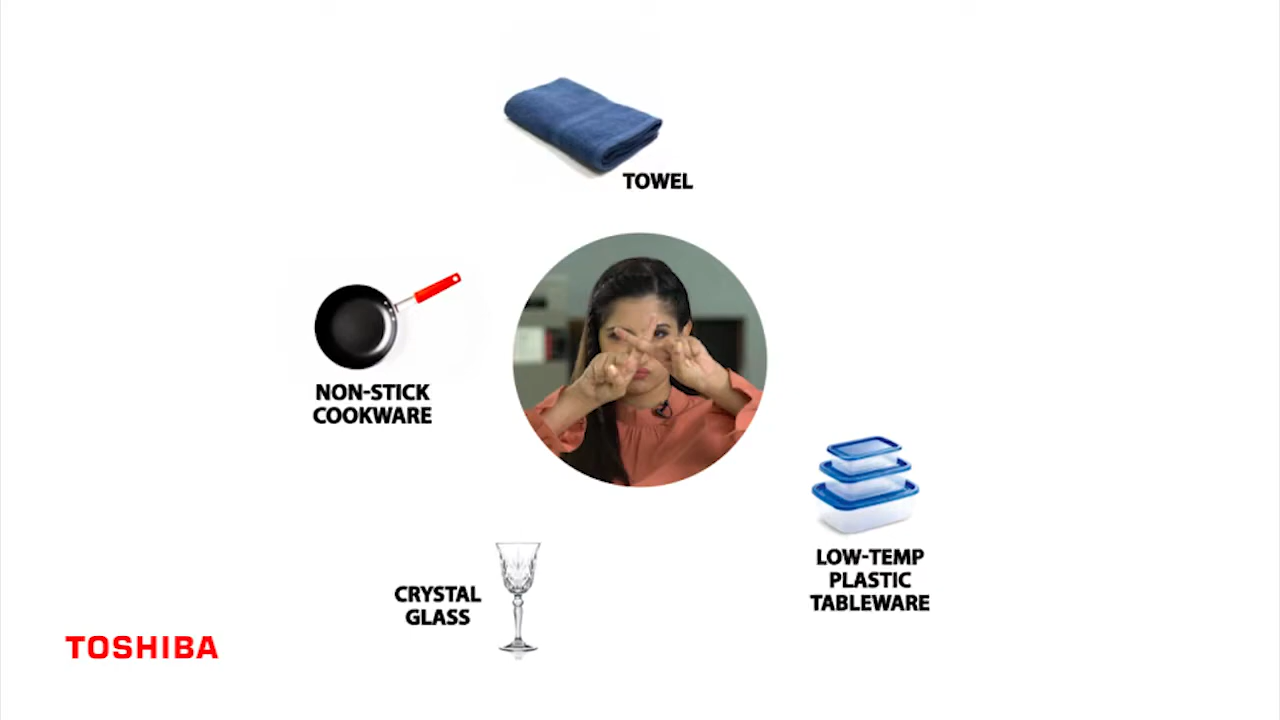 TOWEL
NON-STICK
COOKWARE
LOW-TEMP
PLASTIC
TABLEWARE
CRYSTAL
GLASS
TOSHIBA